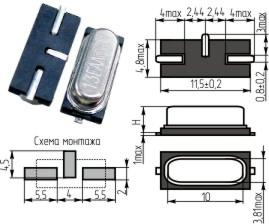 4max 2,44 2,44 4max
3max
4,8max
11,5±0,2
0,8±0,2
Схема монтажа
H
1max
4,5
5,5 4 5,5
2
10
3.81max